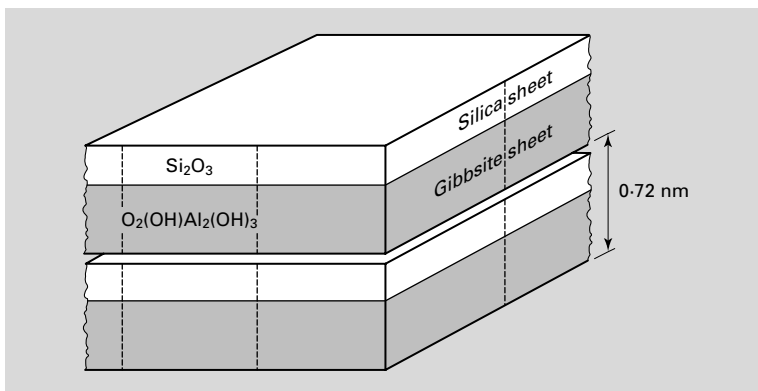 Silica sheet
Si₂O₃
Gibbsite sheet
0·72 nm
O₂(OH)Al₂(OH)₃